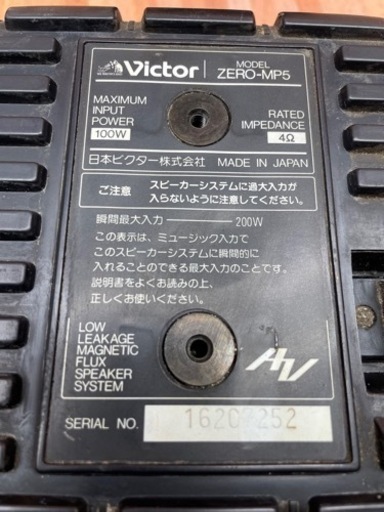 Victor
MODEL
ZERO-MP5
MAXIMUM
INPUT
POWER
100W
RATED
IMPEDANCE
4Ω
日本ビクター株式会社 MADE IN JAPAN
ご注意 スピーカーシステムに過大入力が
入らないように注意してください。
瞬間最大入力 200W
この表示は、ミュージック入力で
このスピーカーシステムに瞬間的に
入れることのできる最大入力のことです。
説明書をよくお読みの上、
正しくお使いください。
LOW
LEAKAGE
MAGNETIC
FLUX
SPEAKER
SYSTEM
AV
SERIAL NO. 1620 252